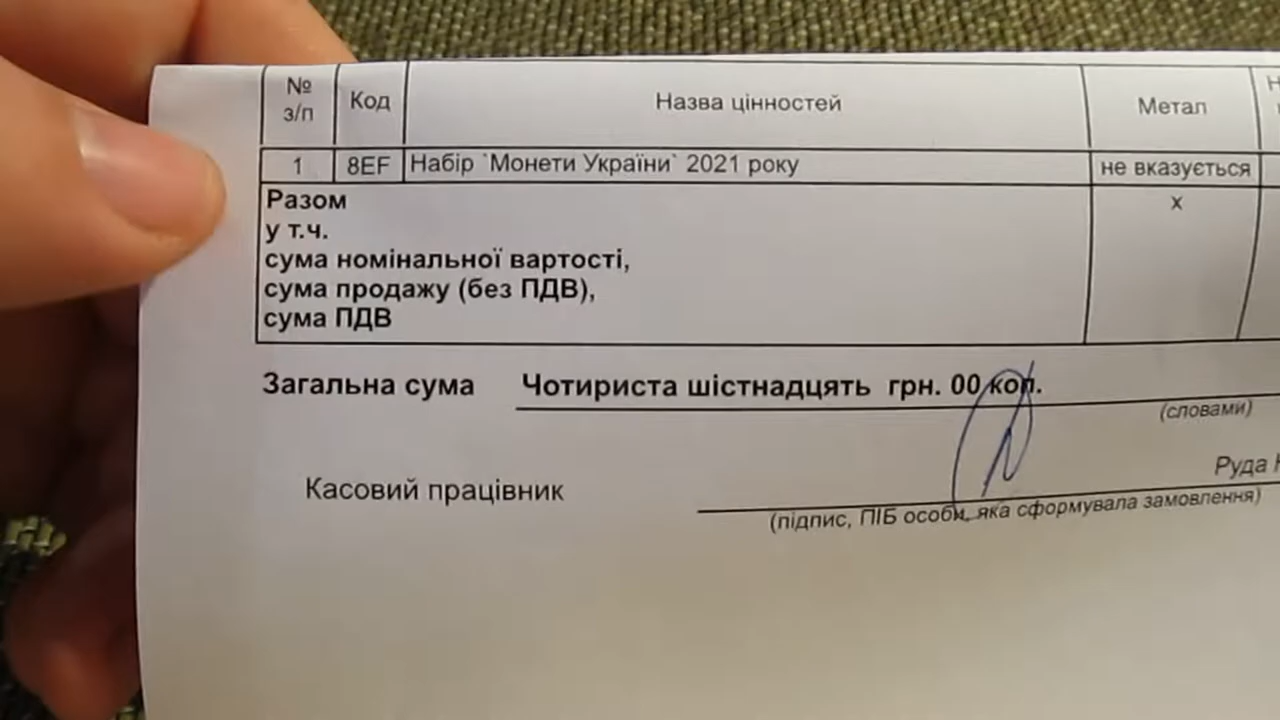 № з/п Код Назва цінностей Метал
1 8EF Набір `Монети України` 2021 року не вказується
Разом х
у т.ч.
сума номінальної вартості,
сума продажу (без ПДВ),
сума ПДВ
Загальна сума Чотириста шістнадцять грн. 00 коп.
(словами)
Руда
Касовий працівник
(підпис, ПІБ особи, яка сформувала замовлення)